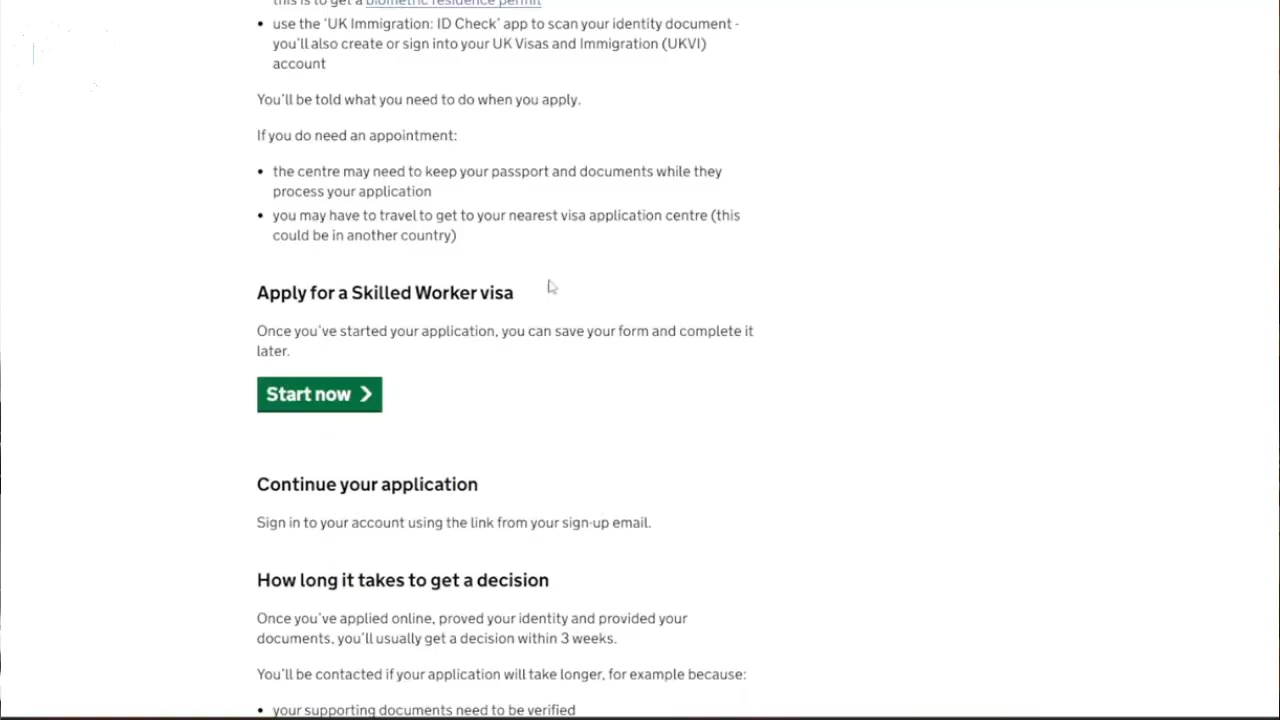 this is to get a biometric residence permit
• use the ‘UK Immigration: ID Check’ app to scan your identity document -
you’ll also create or sign into your UK Visas and Immigration (UKVI)
account
You’ll be told what you need to do when you apply.
If you do need an appointment:
• the centre may need to keep your passport and documents while they
process your application
• you may have to travel to get to your nearest visa application centre (this
could be in another country)
Apply for a Skilled Worker visa
Once you’ve started your application, you can save your form and complete it
later.
Start now
Continue your application
Sign in to your account using the link from your sign-up email.
How long it takes to get a decision
Once you’ve applied online, proved your identity and provided your
documents, you’ll usually get a decision within 3 weeks.
You’ll be contacted if your application will take longer, for example because:
• your supporting documents need to be verified